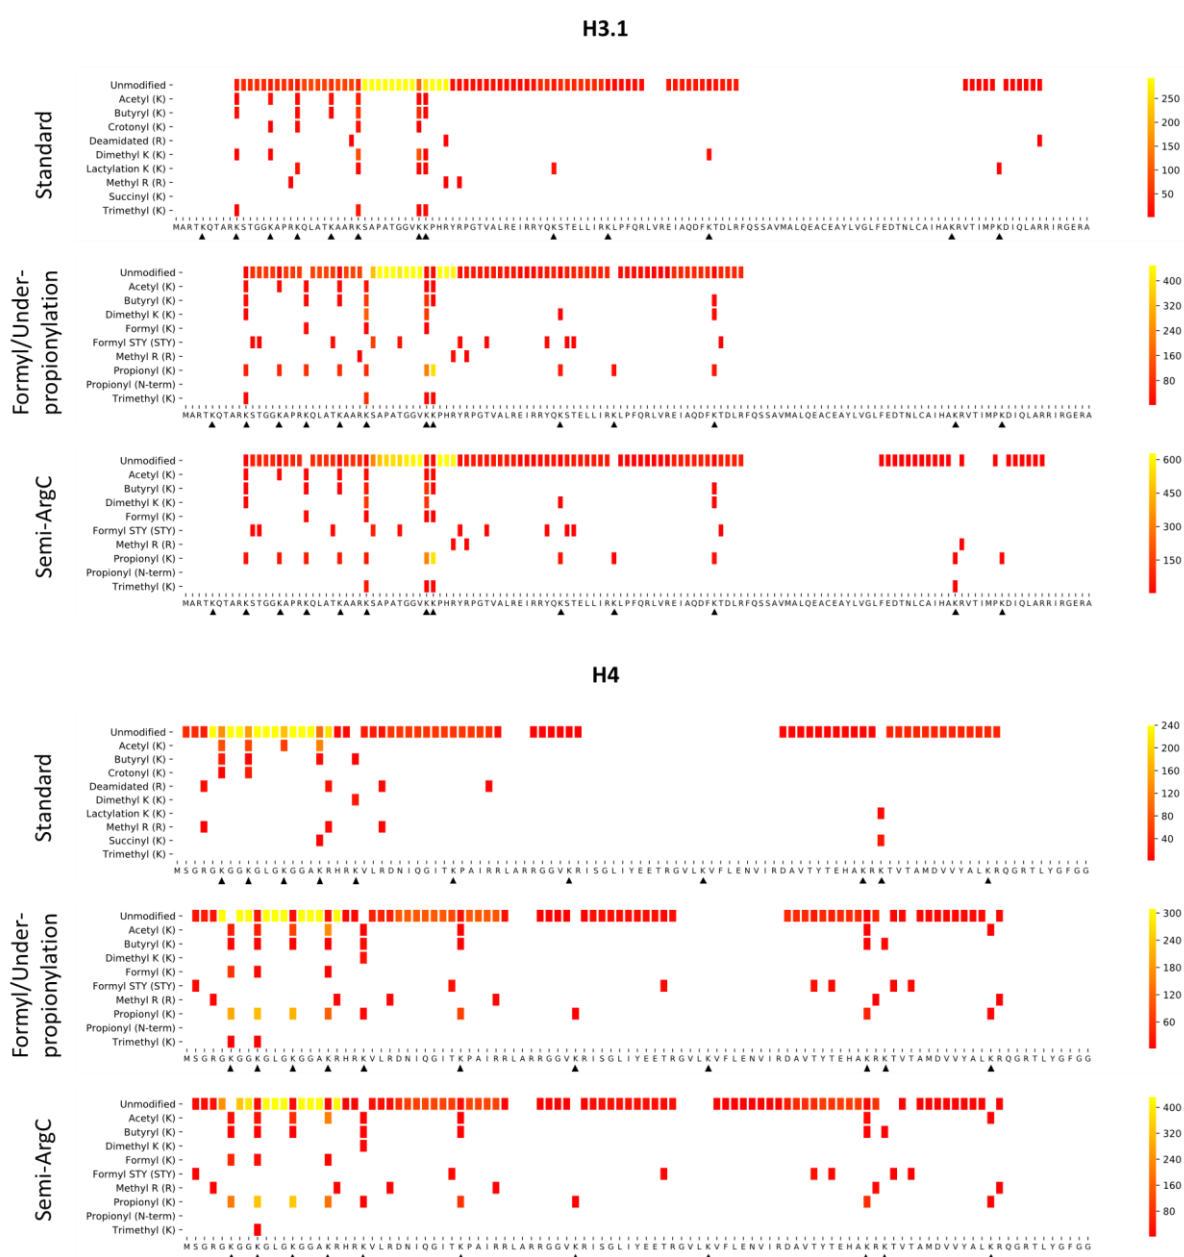 H3.1
Standard
Unmodified
Acetyl (K)
Butyryl (K)
Crotonyl (K)
Deamidated (R)
Dimethyl K (K)
Lactylation K (K)
Methyl R (R)
Succinyl (K)
Trimethyl (K)
250
200
150
100
50
MARTKQTARKSTGGKAPRKQLATKAARKSAPATGGVKKPHRYRPGTVALREIRRYQKSTELLIRKLPFQRLVREIAQDFKTDLRFQSSAVMALQEACEAYLVGLFEDTNLCAIHAKRVTIMPKDIQLARRIRGERA
Formyl/Under-
propionylation
Unmodified
Acetyl (K)
Butyryl (K)
Dimethyl K (K)
Formyl (K)
Formyl STY (STY)
Methyl R (R)
Propionyl (K)
Propionyl (N-term)
Trimethyl (K)
400
320
240
160
80
MARTKQTARKSTGGKAPRKQLATKAARKSAPATGGVKKPHRYRPGTVALREIRRYQKSTELLIRKLPFQRLVREIAQDFKTDLRFQSSAVMALQEACEAYLVGLFEDTNLCAIHAKRVTIMPKDIQLARRIRGERA
Semi-ArgC
Unmodified
Acetyl (K)
Butyryl (K)
Dimethyl K (K)
Formyl (K)
Formyl STY (STY)
Methyl R (R)
Propionyl (K)
Propionyl (N-term)
Trimethyl (K)
600
450
300
150
MARTKQTARKSTGGKAPRKQLATKAARKSAPATGGVKKPHRYRPGTVALREIRRYQKSTELLIRKLPFQRLVREIAQDFKTDLRFQSSAVMALQEACEAYLVGLFEDTNLCAIHAKRVTIMPKDIQLARRIRGERA
H4
Standard
Unmodified
Acetyl (K)
Butyryl (K)
Crotonyl (K)
Deamidated (R)
Dimethyl K (K)
Lactylation K (K)
Methyl R (R)
Succinyl (K)
Trimethyl (K)
240
200
160
120
80
40
MSGRGKGGKGLGKGGAKRHRKVLRDNIQGITKPAIRRLARRGGVKRISGLIYEETRGVLKVFLENVIRDAVTYTEHAKRKTVTAMDVVYALKRQGRTLYGFGG
Formyl/Under-
propionylation
Unmodified
Acetyl (K)
Butyryl (K)
Dimethyl K (K)
Formyl (K)
Formyl STY (STY)
Methyl R (R)
Propionyl (K)
Propionyl (N-term)
Trimethyl (K)
300
240
180
120
60
MSGRGKGGKGLGKGGAKRHRKVLRDNIQGITKPAIRRLARRGGVKRISGLIYEETRGVLKVFLENVIRDAVTYTEHAKRKTVTAMDVVYALKRQGRTLYGFGG
Semi-ArgC
Unmodified
Acetyl (K)
Butyryl (K)
Dimethyl K (K)
Formyl (K)
Formyl STY (STY)
Methyl R (R)
Propionyl (K)
Propionyl (N-term)
Trimethyl (K)
400
320
240
160
80
MSGRGKGGKGLGKGGAKRHRKVLRDNIQGITKPAIRRLARRGGVKRISGLIYEETRGVLKVFLENVIRDAVTYTEHAKRKTVTAMDVVYALKRQGRTLYGFGG